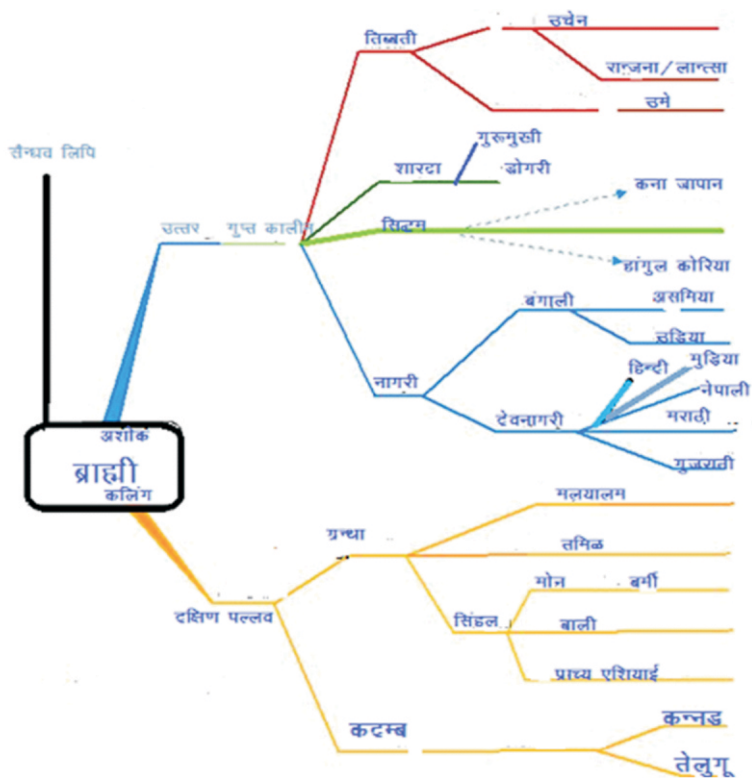 उचेन
तिब्बती
रान्जना/लान्त्सा
उमे
गुरूमुखी
सैन्धव लिपि
शारदा
डोगरी
कना जापान
उत्तर गुप्त कालीन
सिद्धम
हांगुल कोरिया
बंगाली
असमिया
उडिया
हिन्दी
मुड़िया
नागरी
नेपाली
देवनागरी
मराठी
अशोक
गुजराती
ब्राह्मी
कलिंग
मलयालम
ग्रन्था
तमिळ
मोन बर्मी
दक्षिण पल्लव
सिंहल
बाली
प्राच्य एशियाई
कदम्ब
कन्नड
तेलुगू